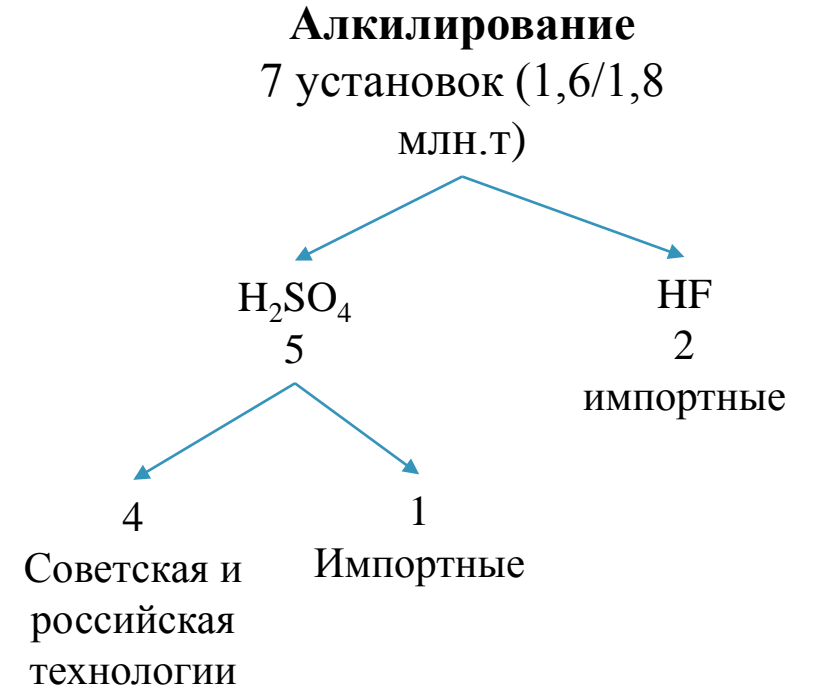 Алкилирование
7 установок (1,6/1,8
млн.т)
H₂SO₄
5
HF
2
импортные
4
Советская и
российская
технологии
1
Импортные